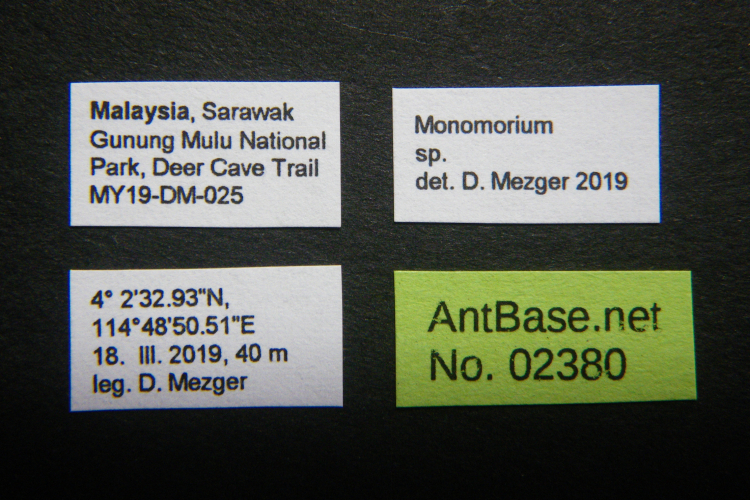 Malaysia, Sarawak
Gunung Mulu National
Park, Deer Cave Trail
MY19-DM-025
Monomorium
sp.
det. D. Mezger 2019
4° 2'32.93"N,
114°48'50.51"E
18. III. 2019, 40 m
leg. D. Mezger
AntBase.net
No. 02380